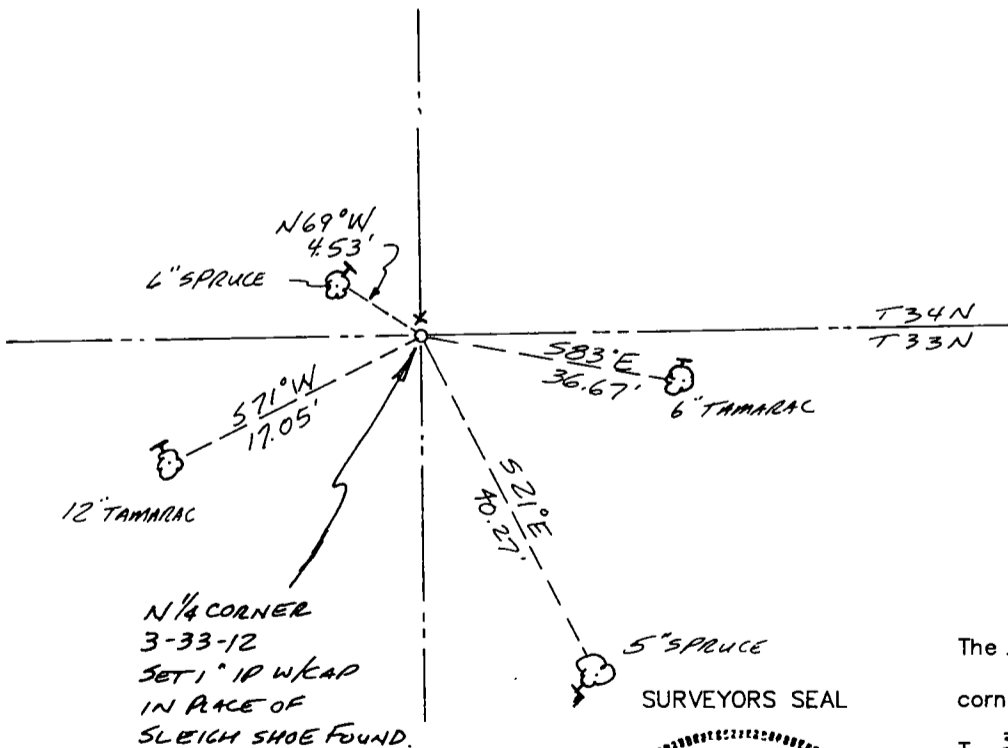 N69°W
4.53'
6"SPRUCE
T34N
T33N
S83°E
36.67'
6"TAMARAC
S71°W
17.05'
12"TAMARAC
S21°E
40.27'
N 1/4 CORNER
3-33-12
SET 1" IP W/CAP
IN PLACE OF
SLEIGH SHOE FOUND.
5"SPRUCE
The
SURVEYORS SEAL
corn
T